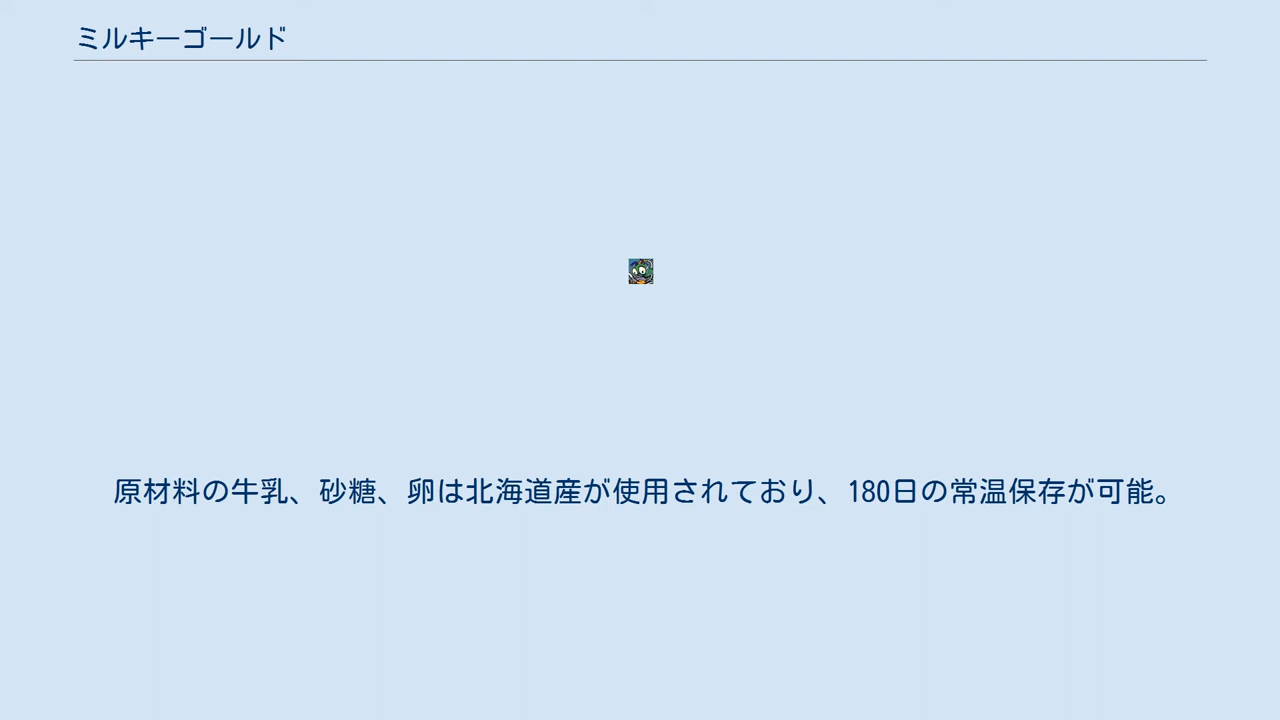 ミルキーゴールド
原材料の牛乳、砂糖、卵は北海道産が使用されており、180日の常温保存が可能。